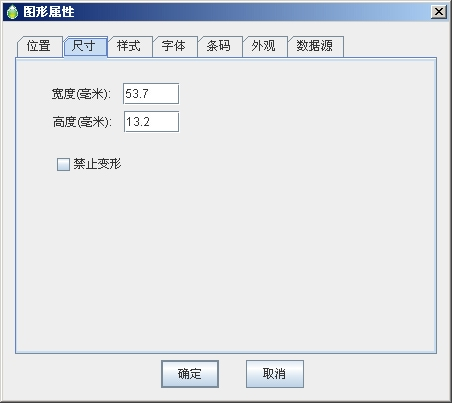 图形属性
位置 尺寸 样式 字体 条码 外观 数据源
宽度(毫米): 53.7
高度(毫米): 13.2
禁止变形
确定 取消